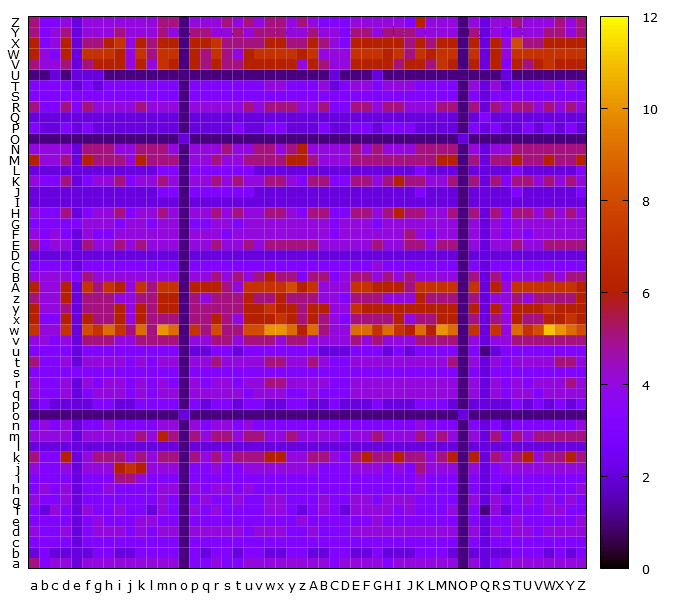 Z
Y
X
W
V
U
T
S
R
Q
P
O
N
M
L
K
J
I
H
G
F
E
D
C
B
A
z
y
x
w
v
u
t
s
r
q
p
o
n
m
l
k
j
i
h
g
f
e
d
c
b
a
a b c d e f g h i j k l m n o p q r s t u v w x y z A B C D E F G H I J K L M N O P Q R S T U V W X Y Z
12
10
8
6
4
2
0